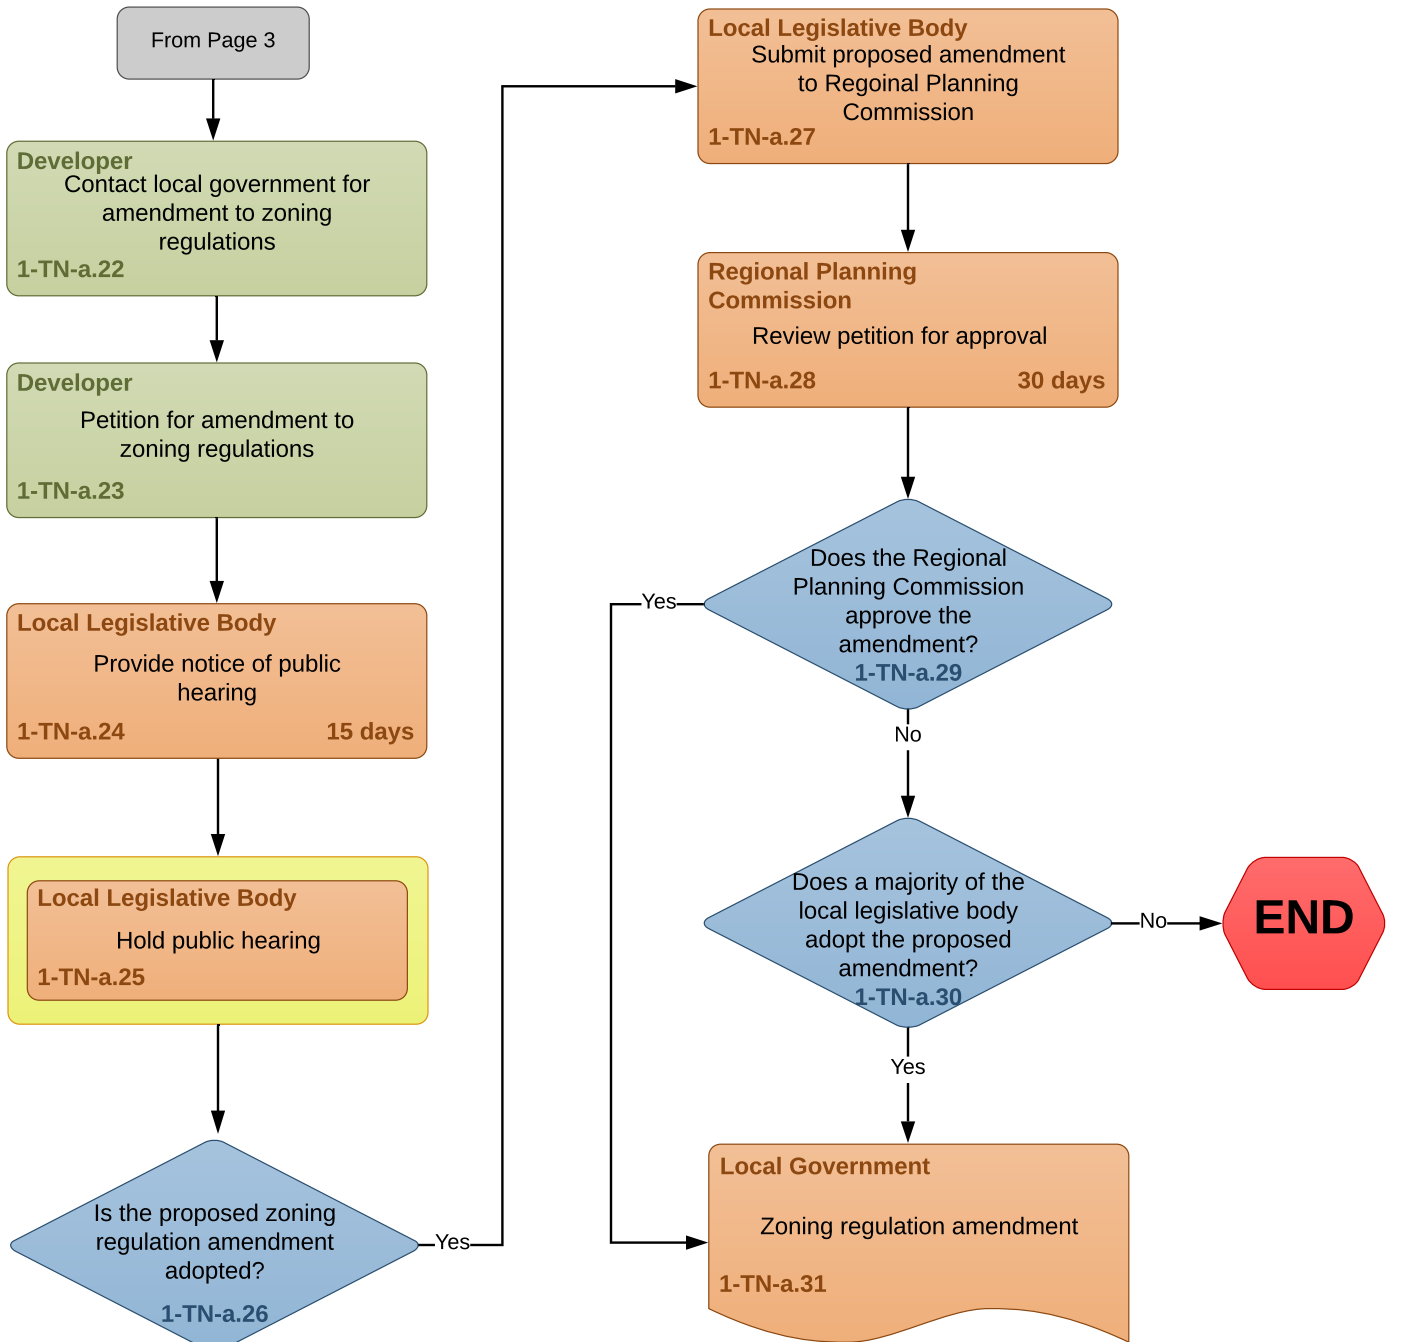 From Page 3
Developer
Contact local government for
amendment to zoning
regulations
1-TN-a.22
Developer
Petition for amendment to
zoning regulations
1-TN-a.23
Local Legislative Body
Provide notice of public
hearing
1-TN-a.24
15 days
Local Legislative Body
Hold public hearing
1-TN-a.25
Is the proposed zoning
regulation amendment
adopted?
1-TN-a.26
Yes
Local Legislative Body
Submit proposed amendment
to Regoinal Planning
Commission
1-TN-a.27
Regional Planning
Commission
Review petition for approval
1-TN-a.28
30 days
Does the Regional
Planning Commission
approve the
amendment?
1-TN-a.29
Yes
No
Does a majority of the
local legislative body
adopt the proposed
amendment?
1-TN-a.30
No
END
Yes
Local Government
Zoning regulation amendment
1-TN-a.31